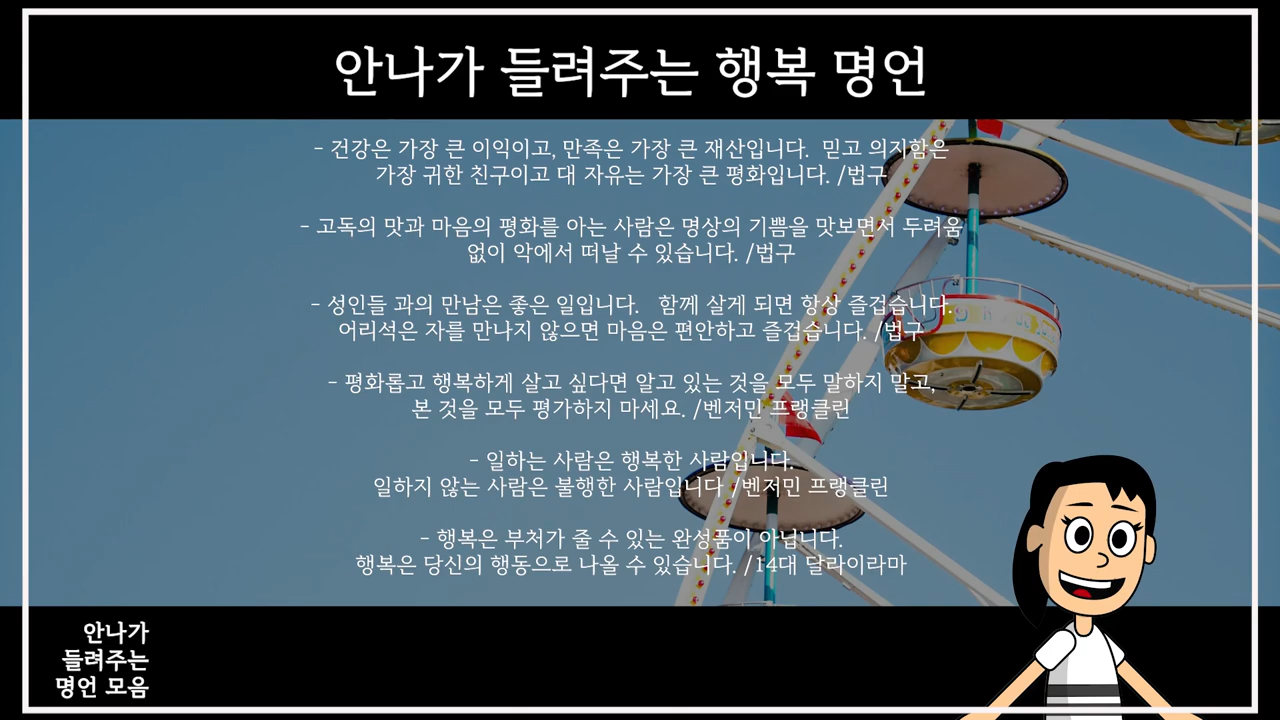 안나가 들려주는 행복 명언
- 건강은 가장 큰 이익이고, 만족은 가장 큰 재산입니다. 믿고 의지함은
가장 귀한 친구이고 대 자유는 가장 큰 평화입니다. /법구
- 고독의 맛과 마음의 평화를 아는 사람은 명상의 기쁨을 맛보면서 두려움
없이 악에서 떠날 수 있습니다. /법구
- 성인들 과의 만남은 좋은 일입니다. 함께 살게 되면 항상 즐겁습니다.
어리석은 자를 만나지 않으면 마음은 편안하고 즐겁습니다. /법구
- 평화롭고 행복하게 살고 싶다면 알고 있는 것을 모두 말하지 말고,
본 것을 모두 평가하지 마세요. /벤저민 프랭클린
- 일하는 사람은 행복한 사람입니다.
일하지 않는 사람은 불행한 사람입니다 /벤저민 프랭클린
- 행복은 부처가 줄 수 있는 완성품이 아닙니다.
행복은 당신의 행동으로 나올 수 있습니다. /14대 달라이라마
안나가
들려주는
명언 모음